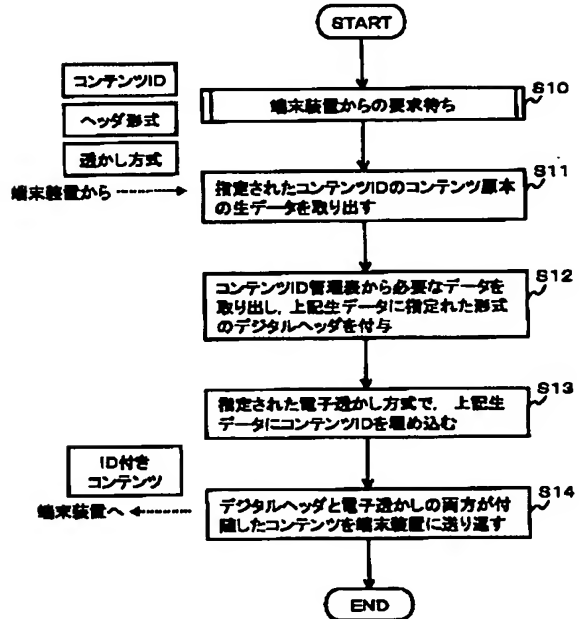 START
コンテンツID
ヘッダ形式
透かし方式
端末装置から
S10
端末装置からの要求待ち
S11
指定されたコンテンツIDのコンテンツ原本
の生データを取り出す
S12
コンテンツID管理表から必要なデータを
取り出し，上記生データに指定れた形式
のデジタルヘッダを付与
S13
指定された電子透かし方式で，上記生
データにコンテンツIDを埋め込む
ID付き
コンテンツ
端末装置へ
S14
デジタルヘッダと電子透かしの両方が付
随したコンテンツを端末装置に送り返す
END